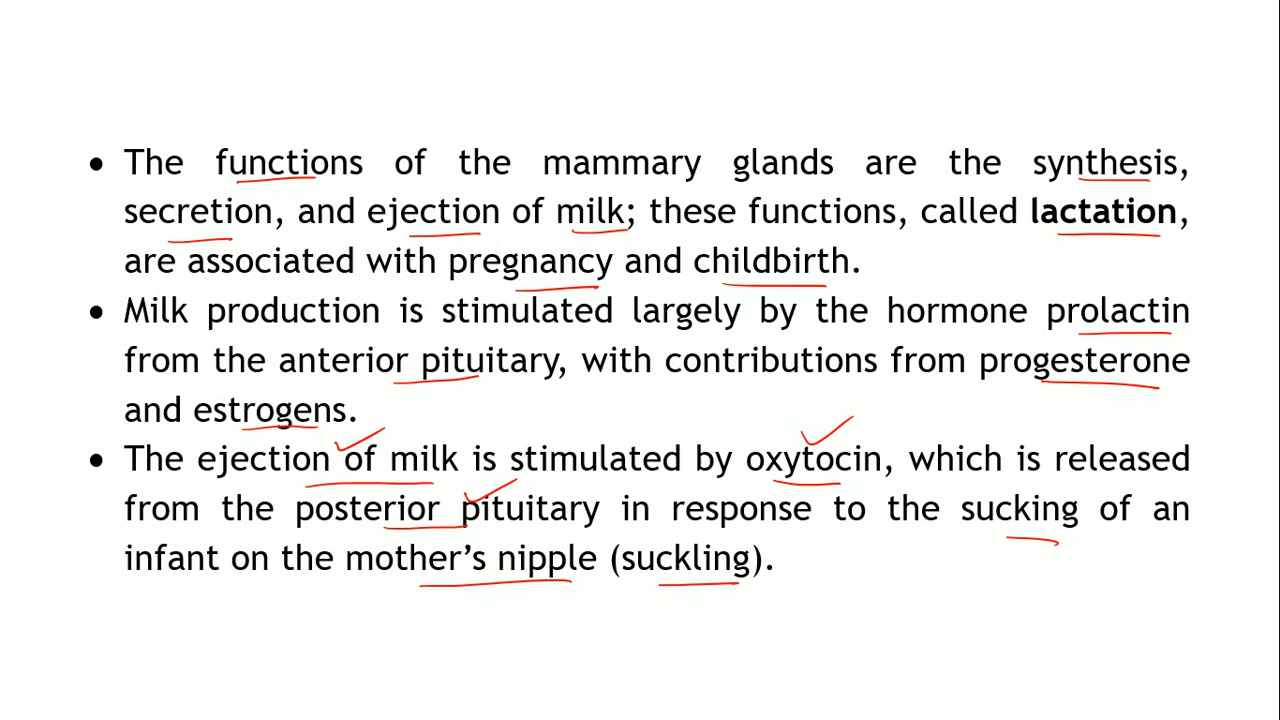 • The functions of the mammary glands are the synthesis,
secretion, and ejection of milk; these functions, called lactation,
are associated with pregnancy and childbirth.
• Milk production is stimulated largely by the hormone prolactin
from the anterior pituitary, with contributions from progesterone
and estrogens.
• The ejection of milk is stimulated by oxytocin, which is released
from the posterior pituitary in response to the sucking of an
infant on the mother’s nipple (suckling).